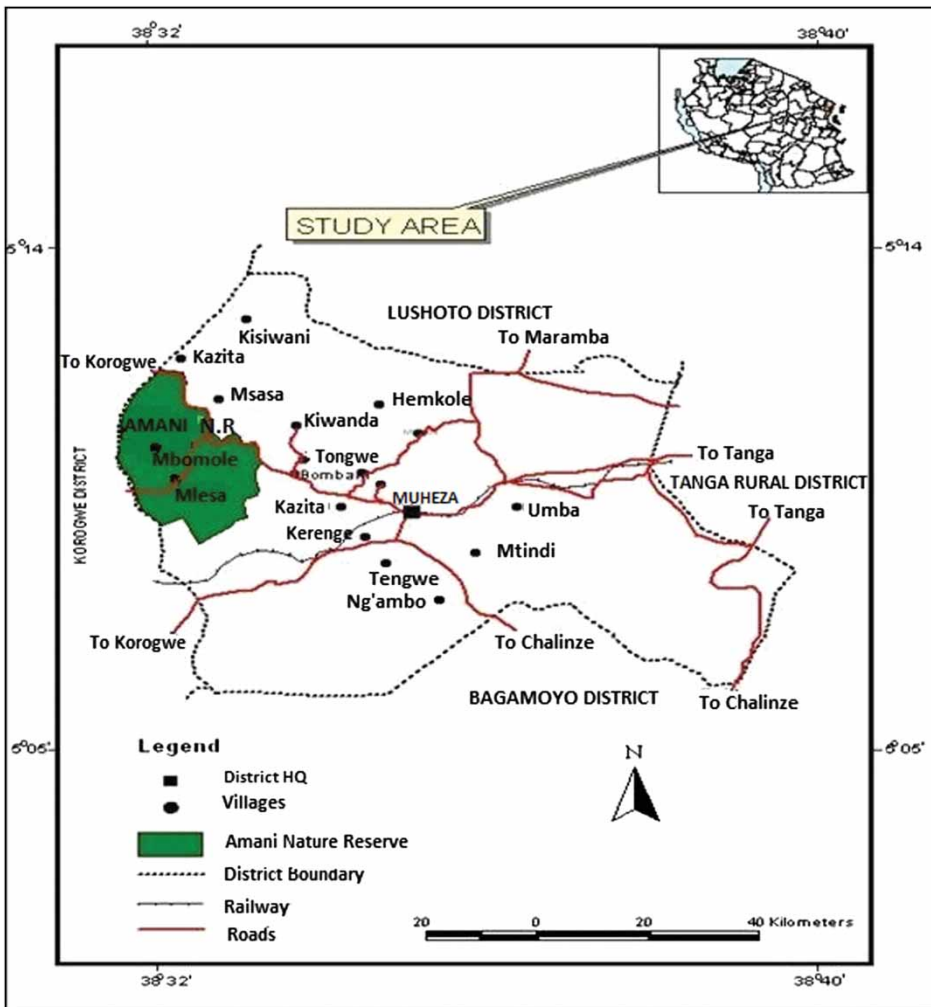 38°32'
38°40'
STUDY AREA
5°14
5°14
LUSHOTO DISTRICT
To Maramba
Kisiwani
To Korogwe
Kazita
Msasa
Hemkole
Kiwanda
AMANI N.R
Mbomole
Tongwe
Bomba
To Tanga
Mlesa
TANGA RURAL DISTRICT
KOROGWE DISTRICT
Kazita
MUHEZA
Umba
To Tanga
Kerenge
Mtindi
Tengwe
Ng'ambo
To Korogwe
To Chalinze
BAGAMOYO DISTRICT
To Chalinze
5°05'
5°05'
Legend
N
District HQ
Villages
Amani Nature Reserve
District Boundary
Railway
Roads
20 0 20 40 Kilometers
38°32'
38°40'